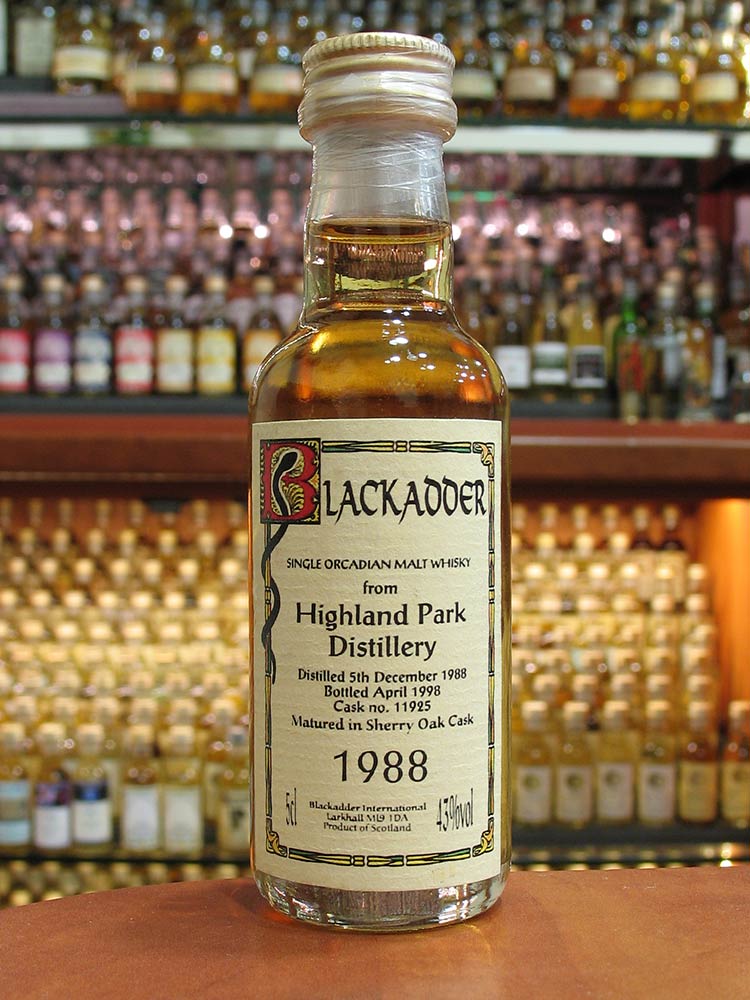 BLACKADDER
SINGLE ORCADIAN MALT WHISKY
from
Highland Park
Distillery
Distilled 5th December 1988
Bottled April 1998
Cask no. 11925
Matured in Sherry Oak Cask
1988
5cl
Blackadder International
Larkhall ML9 1DA
Product of Scotland
43%vol